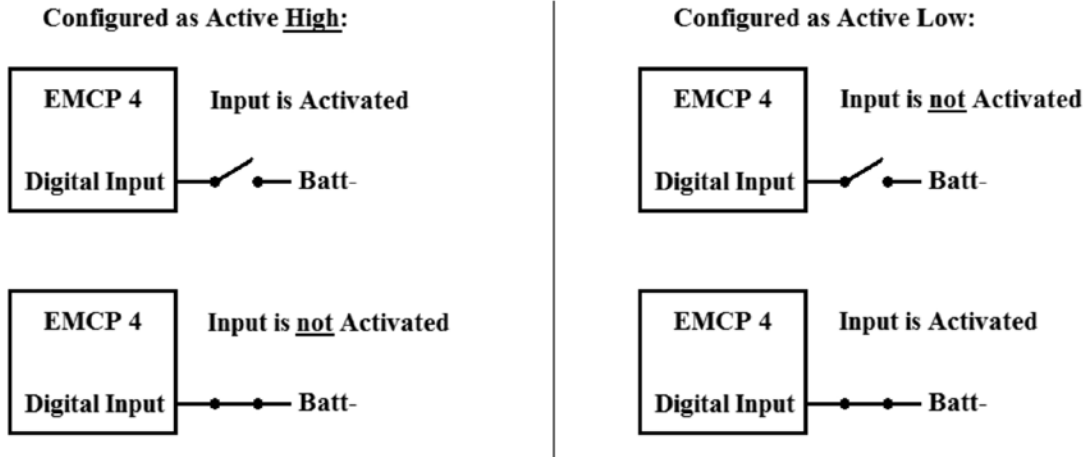 Configured as Active High:
EMCP 4
Input is Activated
Digital Input
Batt-
EMCP 4
Input is not Activated
Digital Input
Batt-
Configured as Active Low:
EMCP 4
Input is not Activated
Digital Input
Batt-
EMCP 4
Input is Activated
Digital Input
Batt-